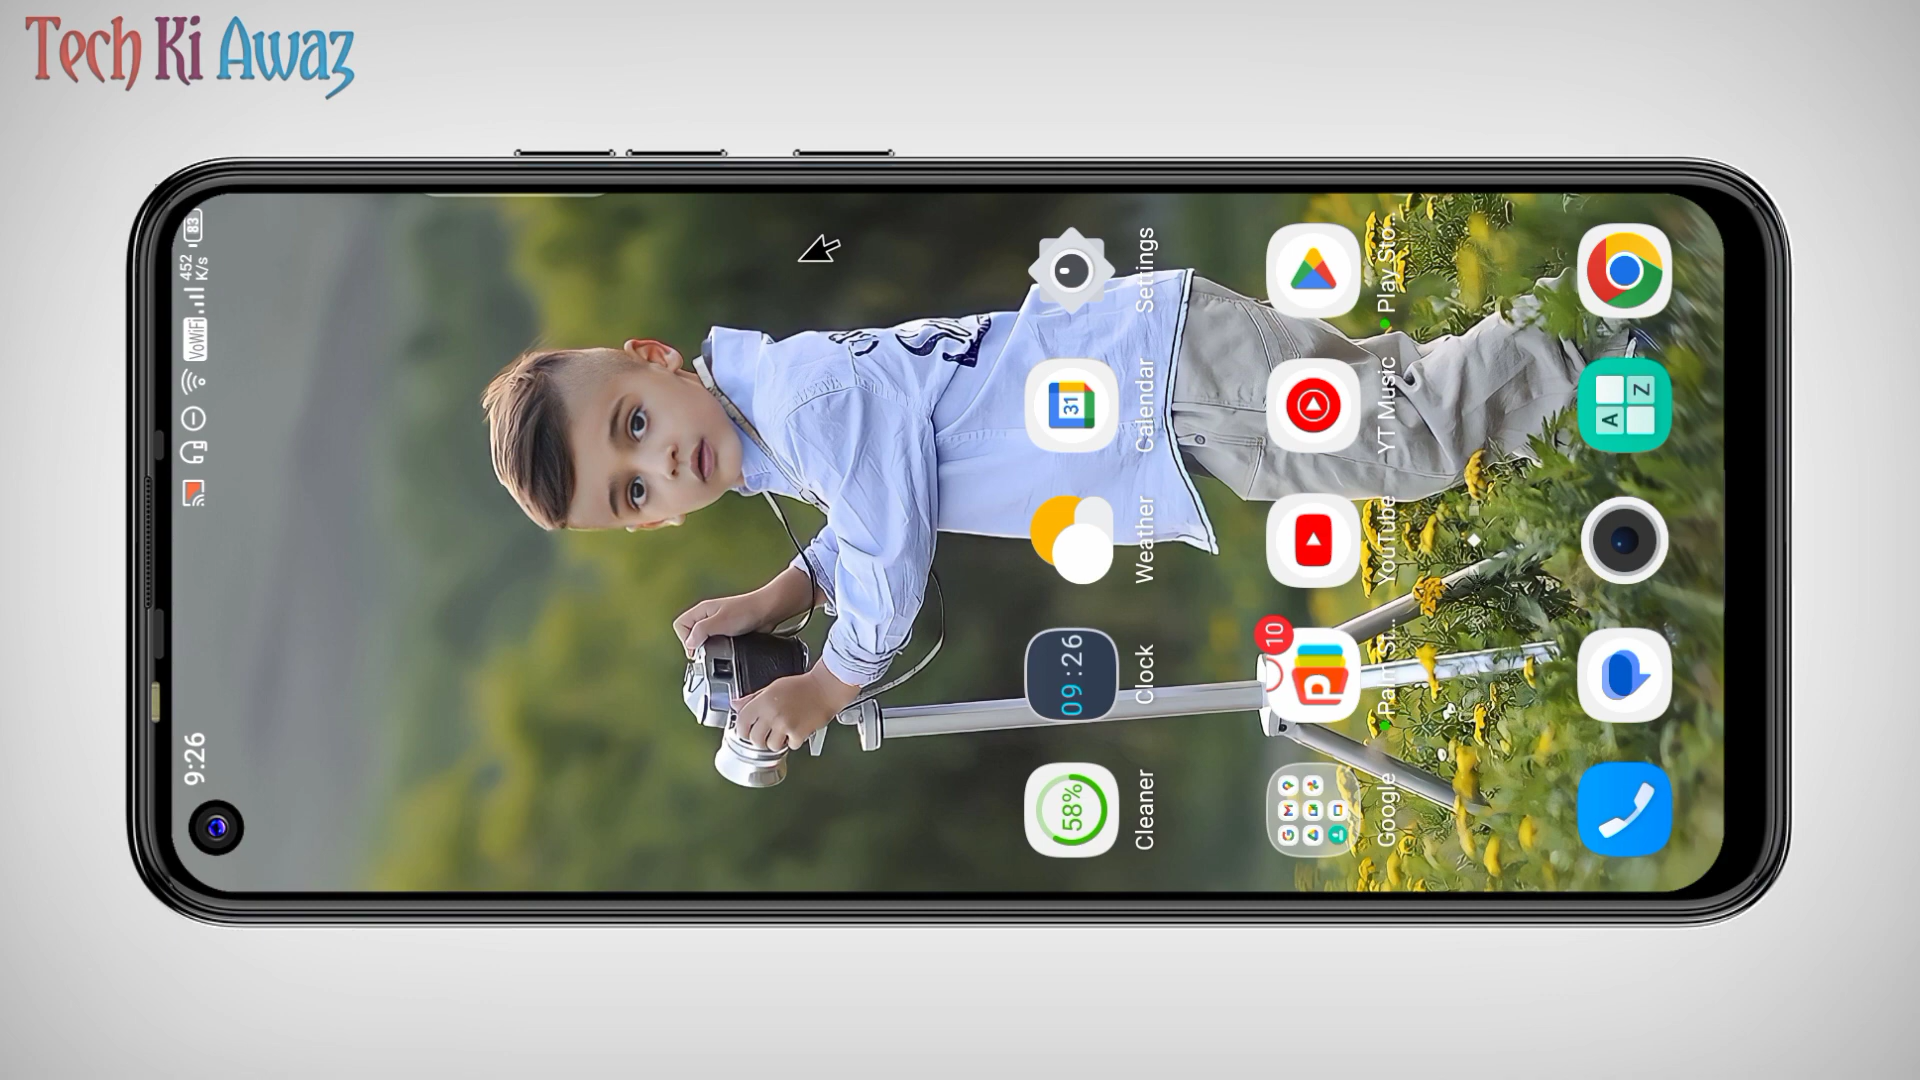 Tech Ki Awaz
9:26
VoWiFi
452
K/s
83
58%
Cleaner
09:26
Clock
Weather
31
Calendar
Settings
Google
10
YouTube
YT Music
Play Sto...
A
Z